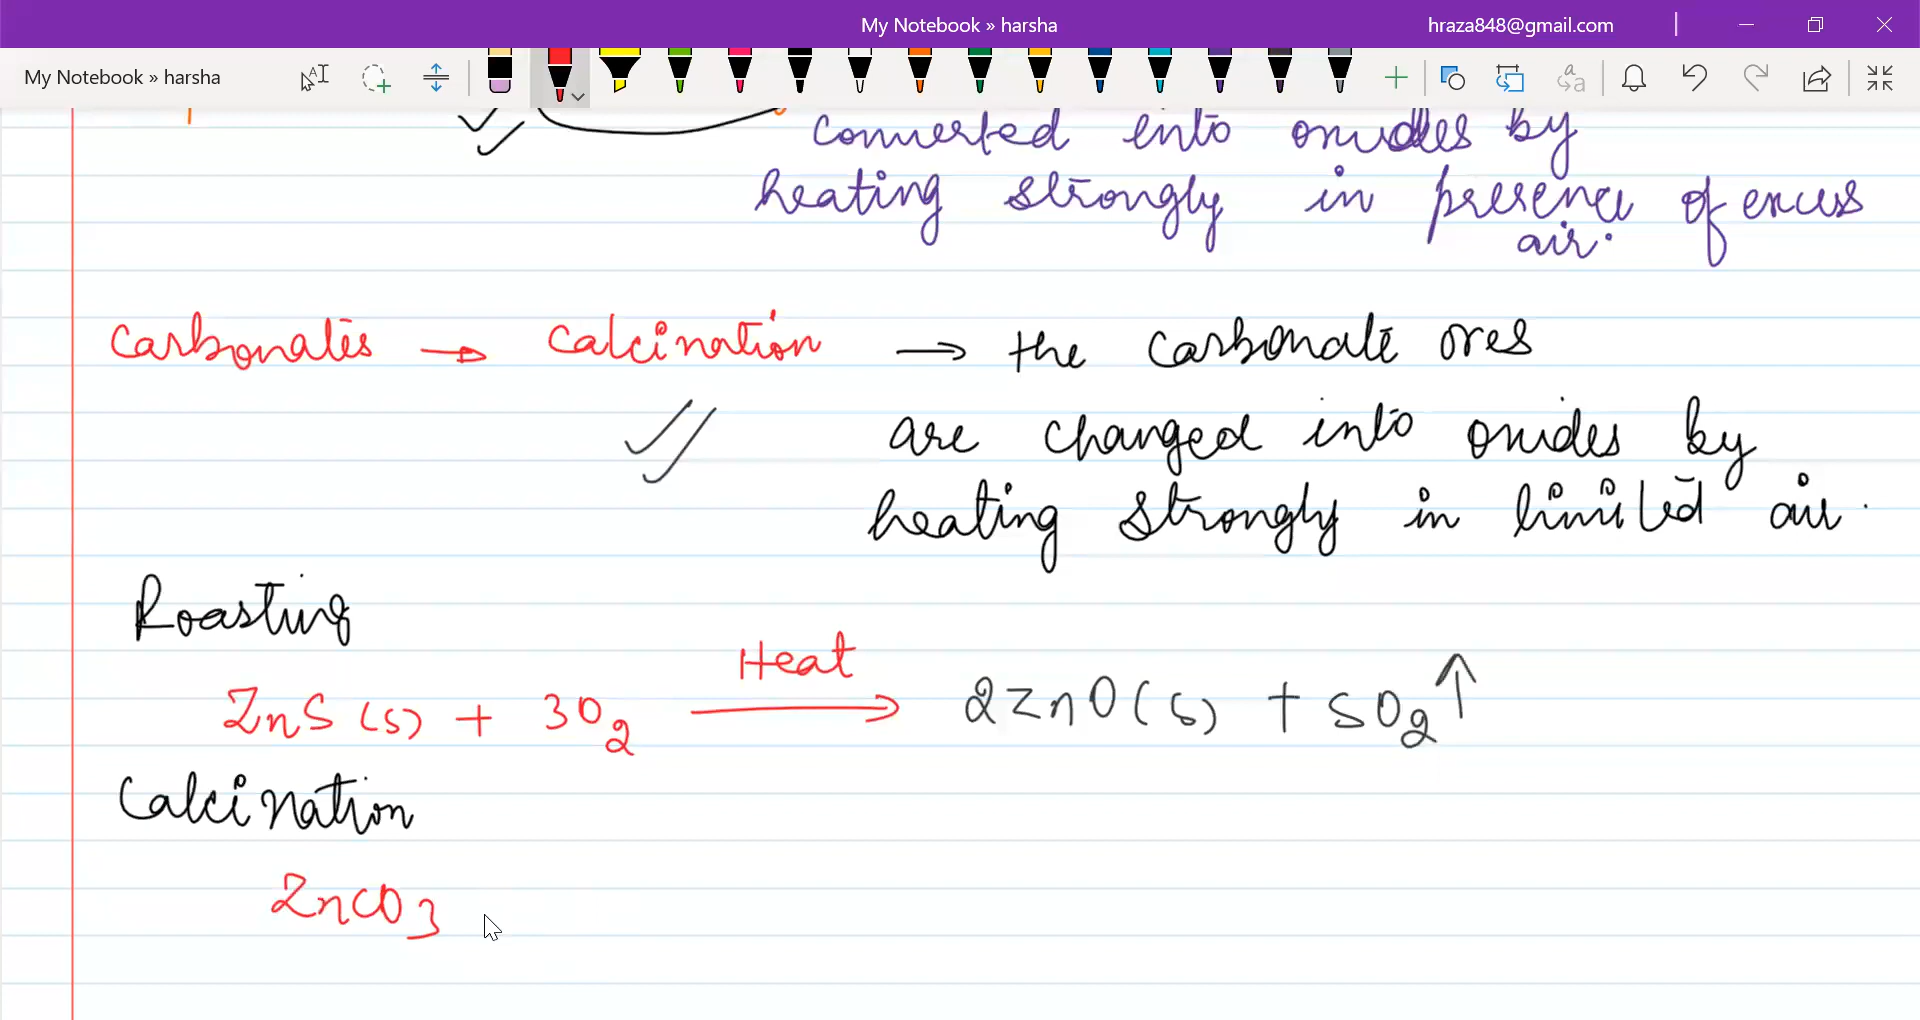 My Notebook » harsha
hraza848@gmail.com
My Notebook » harsha
converted into oxides by
heating strongly in presence of excess
air.
Carbonates → Calcination → the carbonate ores
are changed into oxides by
heating strongly in limited air.
Roasting
ZnS (s) + 3O₂ Heat → 2ZnO (s) + SO₂ ↑
Calcination
ZnCO₃